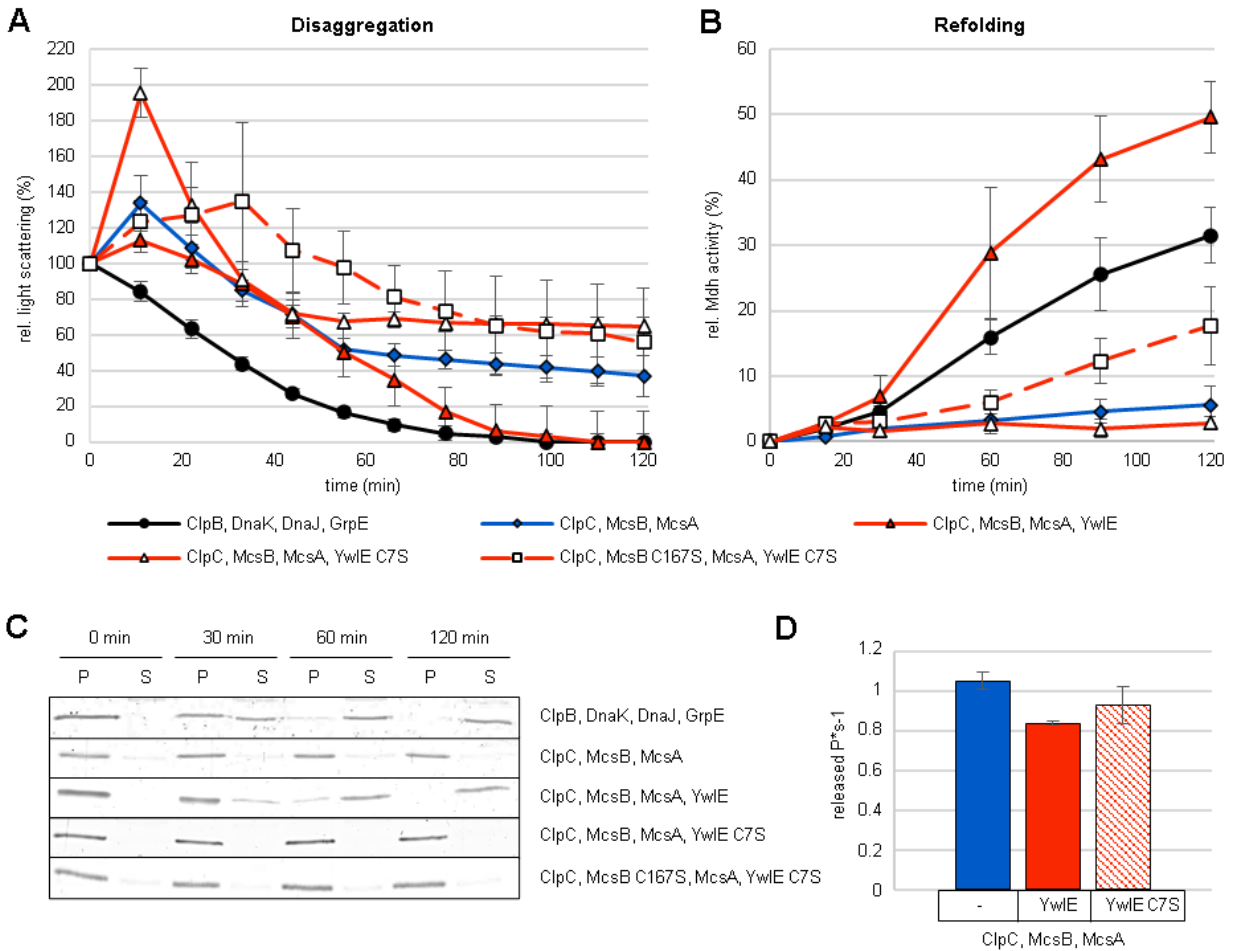 A
Disaggregation
220
200
180
160
140
120
100
80
60
40
20
0
rel. light scattering (%)
0 20 40 60 80 100 120
time (min)
B
Refolding
60
50
40
30
20
10
0
rel. Mdh activity (%)
0 20 40 60 80 100 120
time (min)
ClpB, DnaK, DnaJ, GrpE
ClpC, McsB, McsA
ClpC, McsB, McsA, YwlE
ClpC, McsB, McsA, YwlE C7S
ClpC, McsB C167S, McsA, YwlE C7S
C
0 min 30 min 60 min 120 min
P S P S P S P S
ClpB, DnaK, DnaJ, GrpE
ClpC, McsB, McsA
ClpC, McsB, McsA, YwlE
ClpC, McsB, McsA, YwlE C7S
ClpC, McsB C167S, McsA, YwlE C7S
D
1.2
1
0.8
0.6
0.4
0.2
0
released P*s-1
- YwlE YwlE C7S
ClpC, McsB, McsA